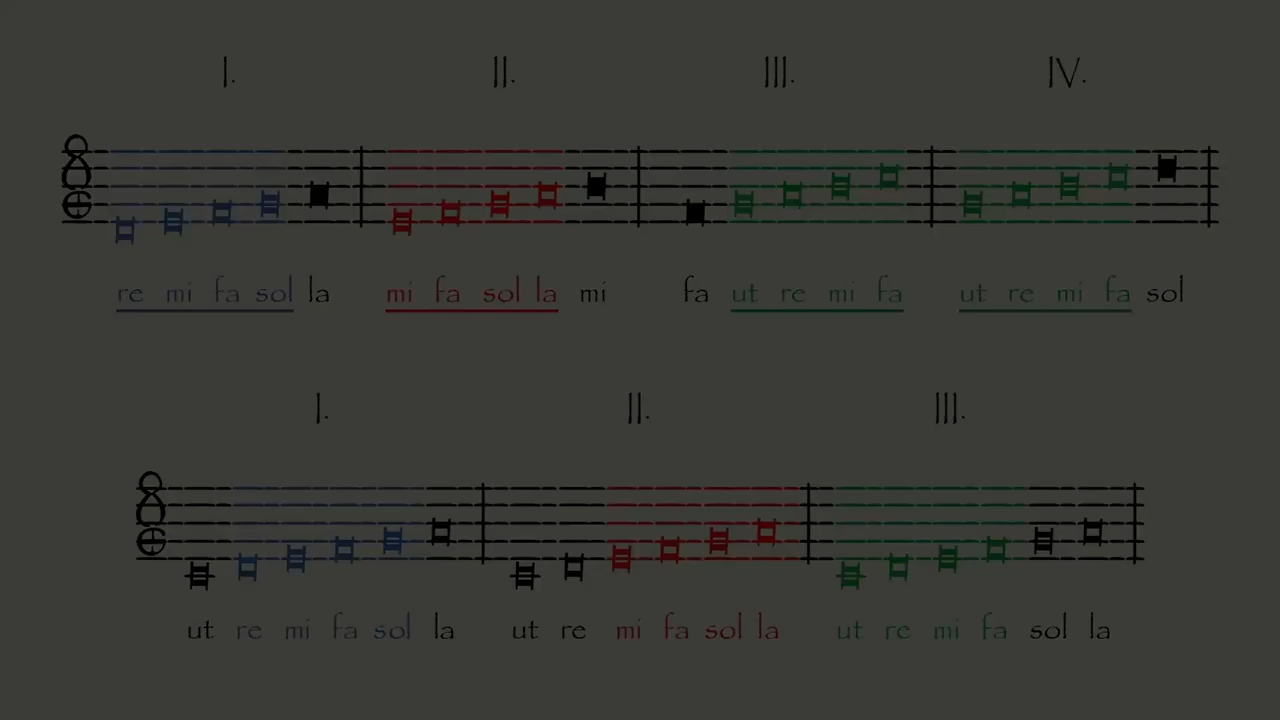 I. II. III. IV.
re mi fa sol la mi fa sol la mi fa ut re mi fa ut re mi fa sol
I. II. III.
ut re mi fa sol la ut re mi fa sol la ut re mi fa sol la